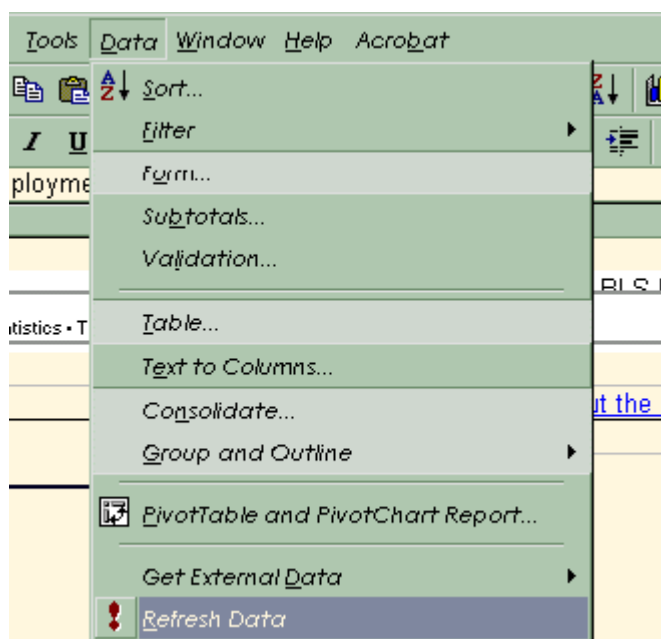 Tools Data Window Help Acrobat
Sort...
Filter
I U
Form...
ployme
Subtotals...
Validation...
BLS
Table...
tistics • T
Text to Columns...
Consolidate...
ut the
Group and Outline
PivotTable and PivotChart Report...
Get External Data
Refresh Data